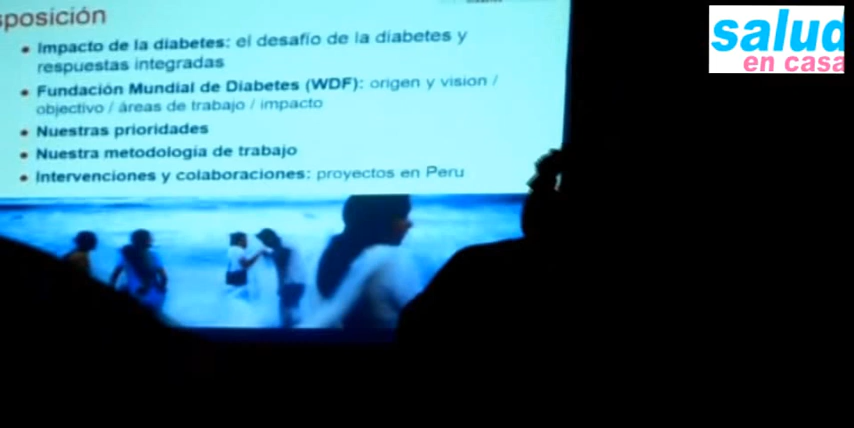 sposición
• Impacto de la diabetes: el desafío de la diabetes y
respuestas integradas
• Fundación Mundial de Diabetes (WDF): origen y vision /
objectivo / áreas de trabajo / impacto
• Nuestras prioridades
• Nuestra metodología de trabajo
• Intervenciones y colaboraciones: proyectos en Peru
salud
en casa